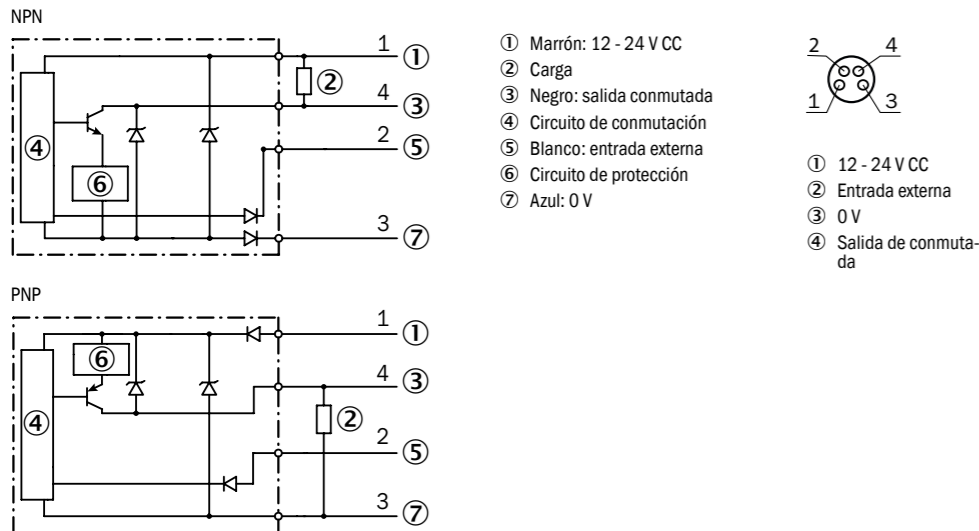 NPN
1 ①
②
4 ③
2 ⑤
④
⑥
3 ⑦
PNP
1 ①
⑥
4 ③
④
②
2 ⑤
3 ⑦
① Marrón: 12 - 24 V CC
② Carga
③ Negro: salida conmutada
④ Circuito de conmutación
⑤ Blanco: entrada externa
⑥ Circuito de protección
⑦ Azul: 0 V
2 4
1 3
① 12 - 24 V CC
② Entrada externa
③ 0 V
④ Salida de conmuta-
da